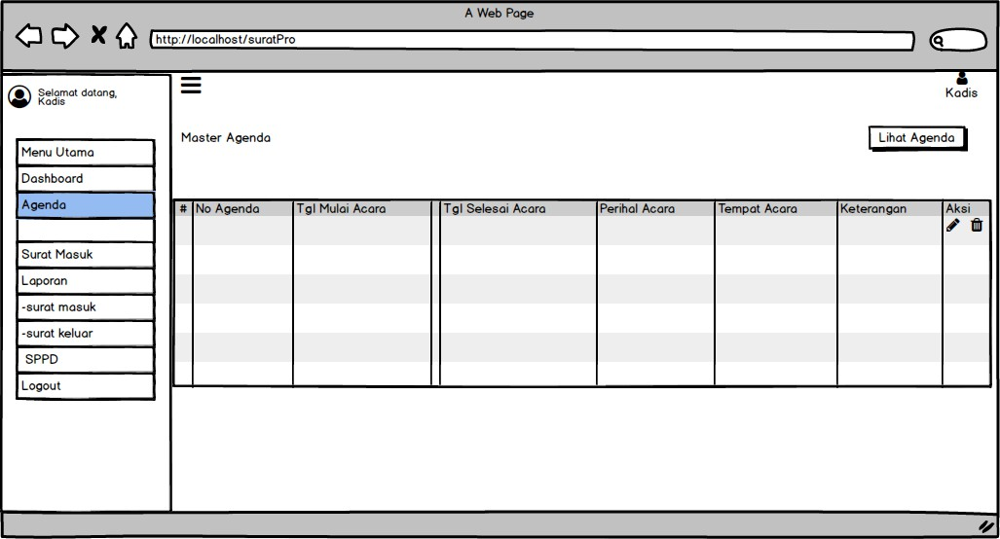 A Web Page
http://localhost/suratPro
Selamat datang,
Kadis
Kadis
Master Agenda
Lihat Agenda
Menu Utama
Dashboard
Agenda
Surat Masuk
Laporan
-surat masuk
-surat keluar
SPPD
Logout
# No Agenda Tgl Mulai Acara Tgl Selesai Acara Perihal Acara Tempat Acara Keterangan Aksi